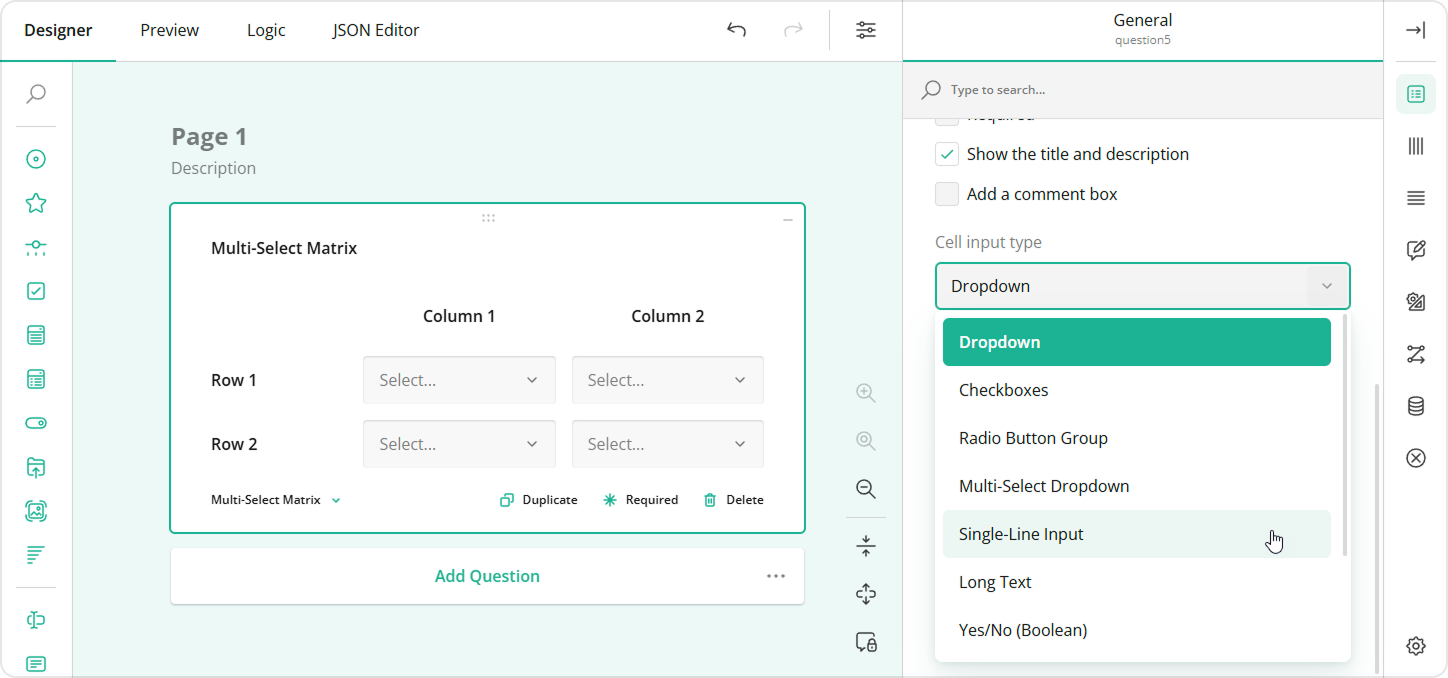 Designer
Preview
Logic
JSON Editor
General
question5
Type to search...
Page 1
Description
Multi-Select Matrix
Column 1
Column 2
Row 1
Select...
Select...
Row 2
Select...
Select...
Multi-Select Matrix
Duplicate
Required
Delete
Add Question
Required
Show the title and description
Add a comment box
Cell input type
Dropdown
Dropdown
Checkboxes
Radio Button Group
Multi-Select Dropdown
Single-Line Input
Long Text
Yes/No (Boolean)